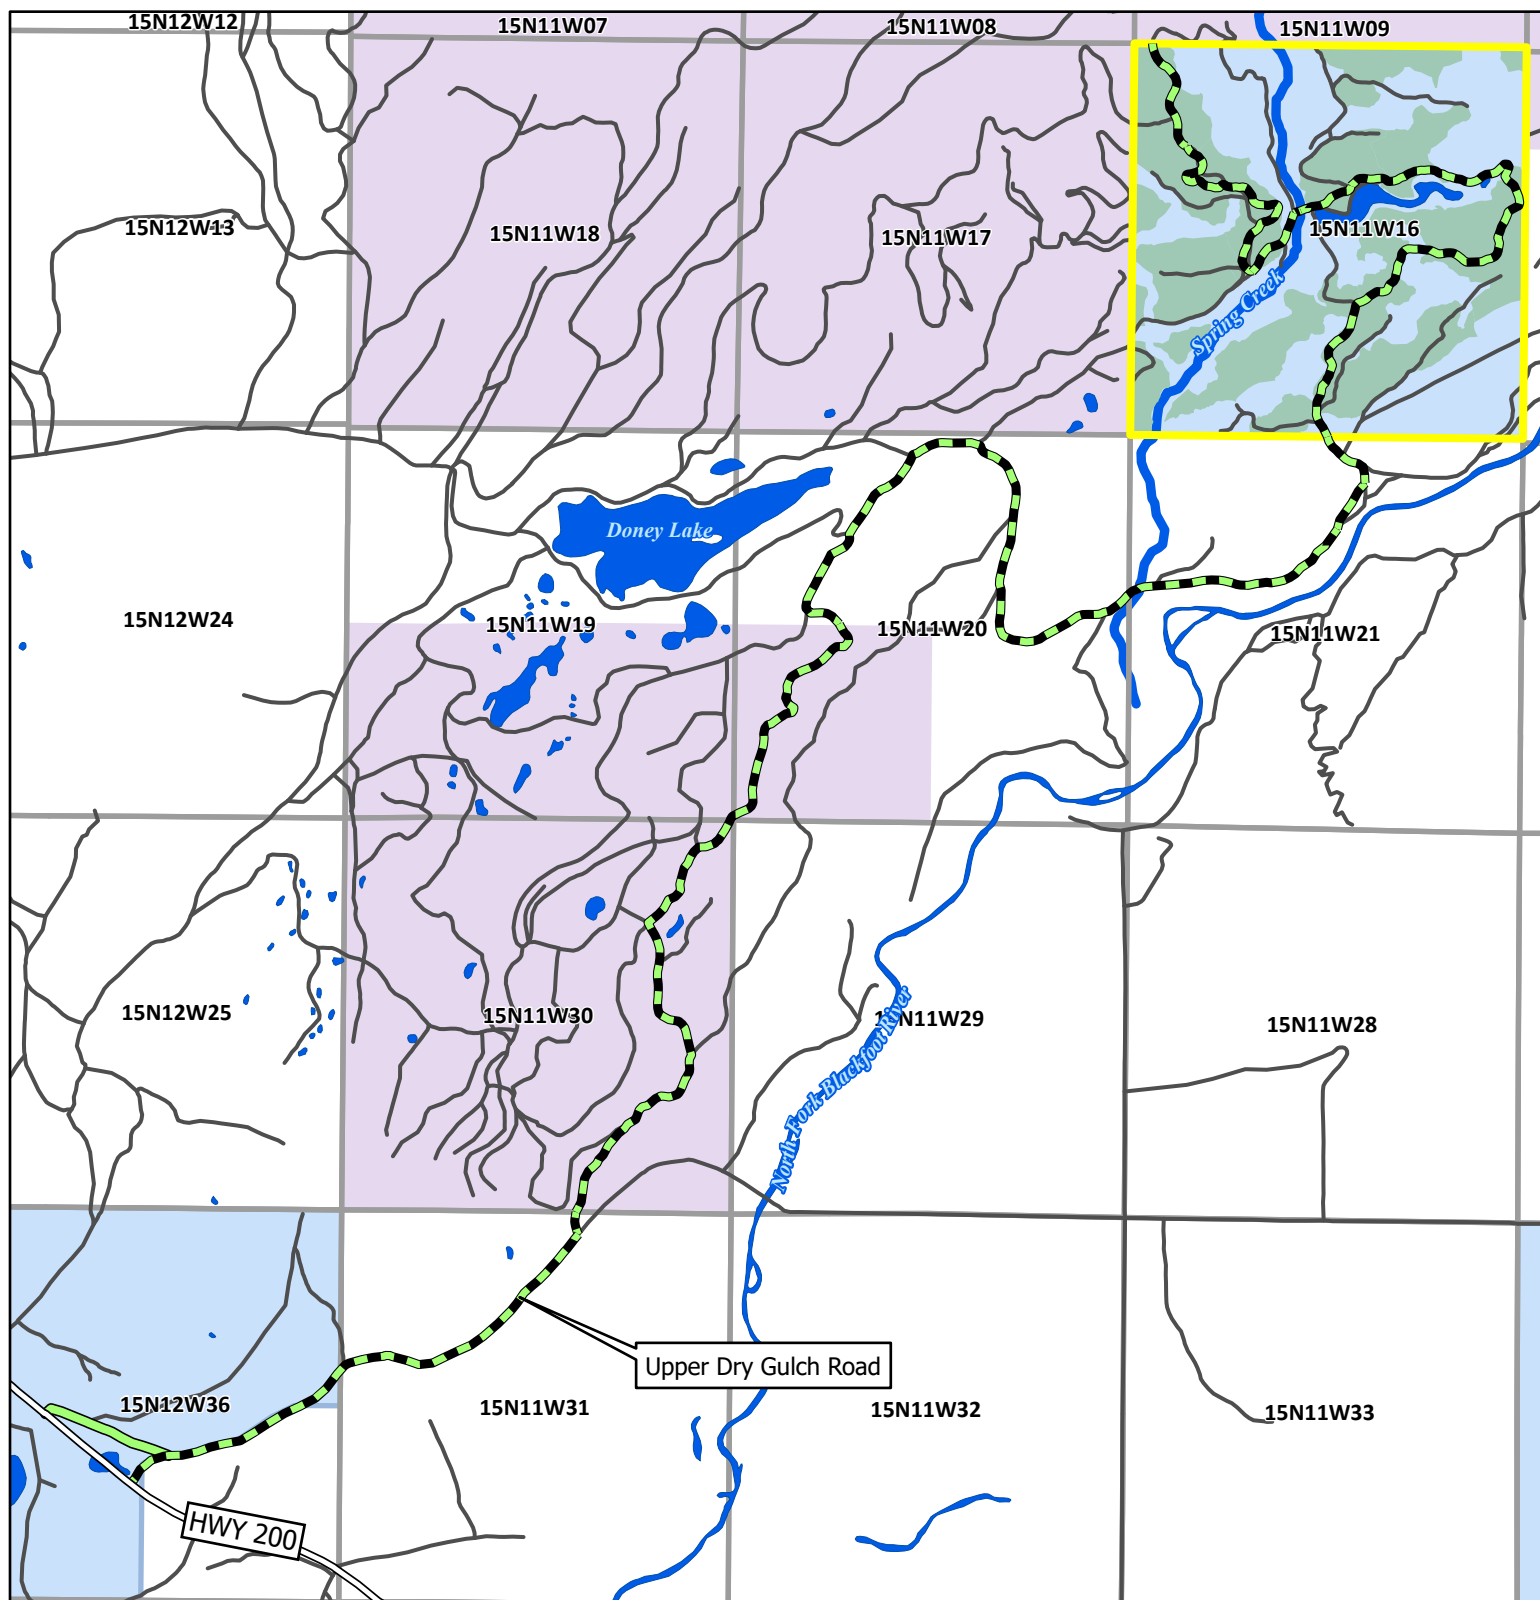 15N12W12
15N11W07
15N11W08
15N11W09
15N12W13
15N11W18
15N11W17
15N11W16
Spring Creek
Doney Lake
15N12W24
15N11W19
15N11W20
15N11W21
15N12W25
15N11W30
15N11W29
15N11W28
North Fork Blackfoot River
Upper Dry Gulch Road
15N12W36
15N11W31
15N11W32
15N11W33
HWY 200